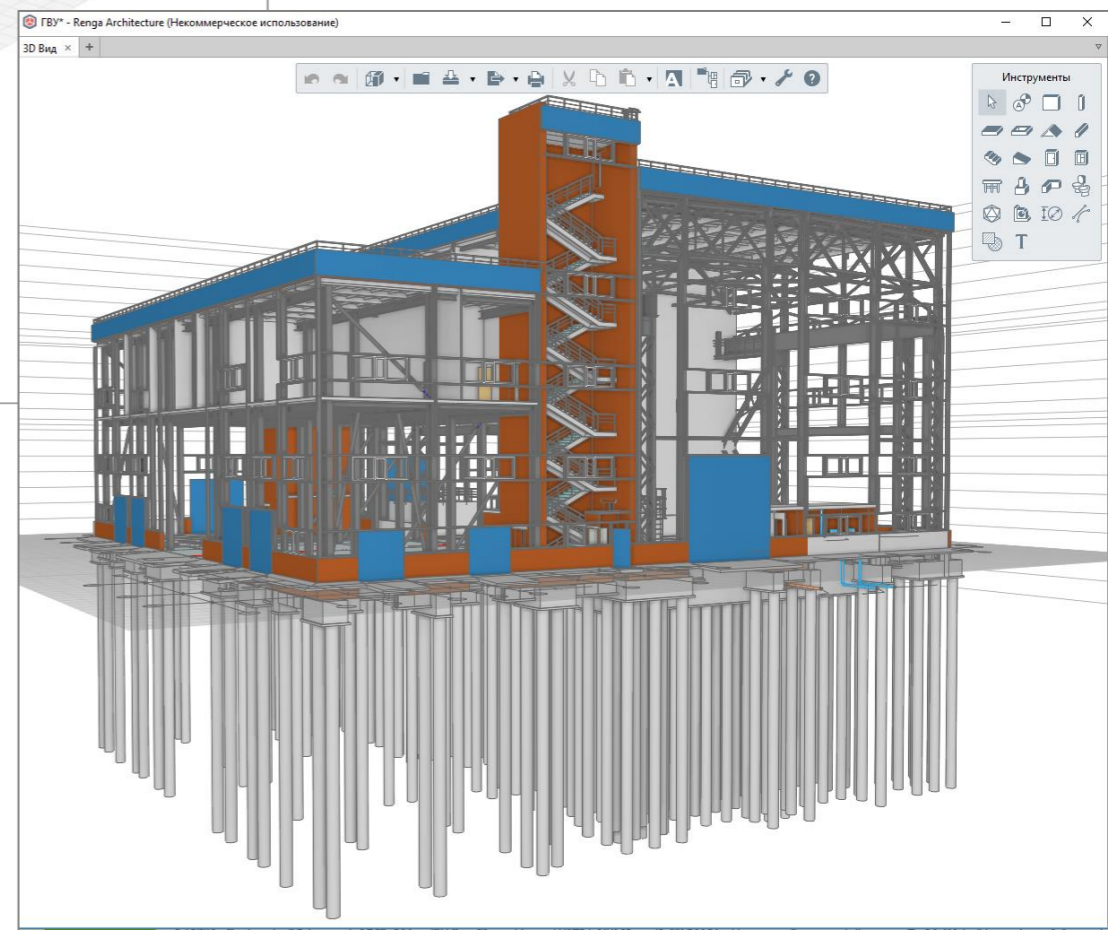 ГВУ* - Renga Architecture (Некоммерческое использование)
3D Вид × +
Инструменты